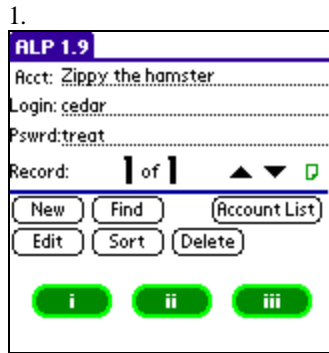 1.
ALP 1.9
Acct: Zippy the hamster
Login: cedar
Pswrd: treat
Record: 1 of 1
New Find Account List
Edit Sort Delete
i ii iii